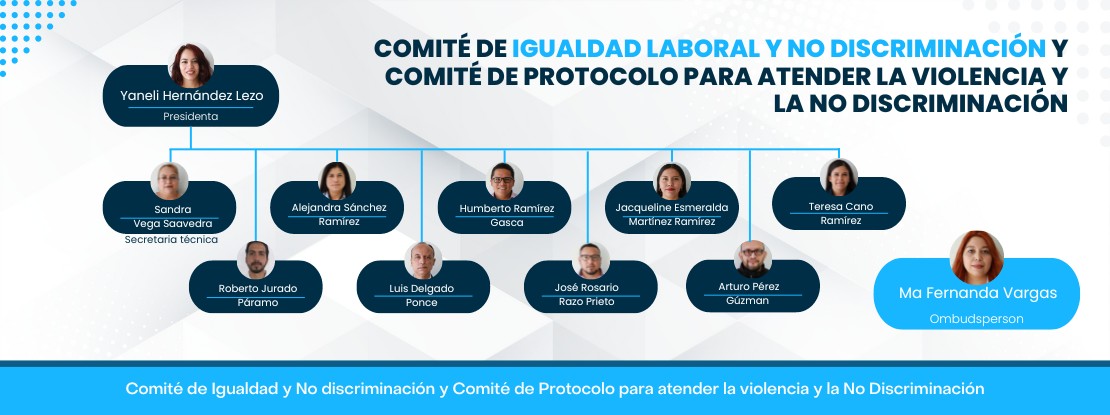 COMITÉ DE IGUALDAD LABORAL Y NO DISCRIMINACIÓN Y
COMITÉ DE PROTOCOLO PARA ATENDER LA VIOLENCIA Y
LA NO DISCRIMINACIÓN
Yaneli Hernández Lezo
Presidenta
Sandra
Vega Saavedra
Secretaria técnica
Alejandra Sánchez
Ramírez
Humberto Ramírez
Gasca
Jacqueline Esmeralda
Martínez Ramírez
Teresa Cano
Ramírez
Roberto Jurado
Páramo
Luis Delgado
Ponce
José Rosario
Razo Prieto
Arturo Pérez
Gúzman
Ma Fernanda Vargas
Ombudsperson
Comité de Igualdad y No discriminación y Comité de Protocolo para atender la violencia y la No Discriminación